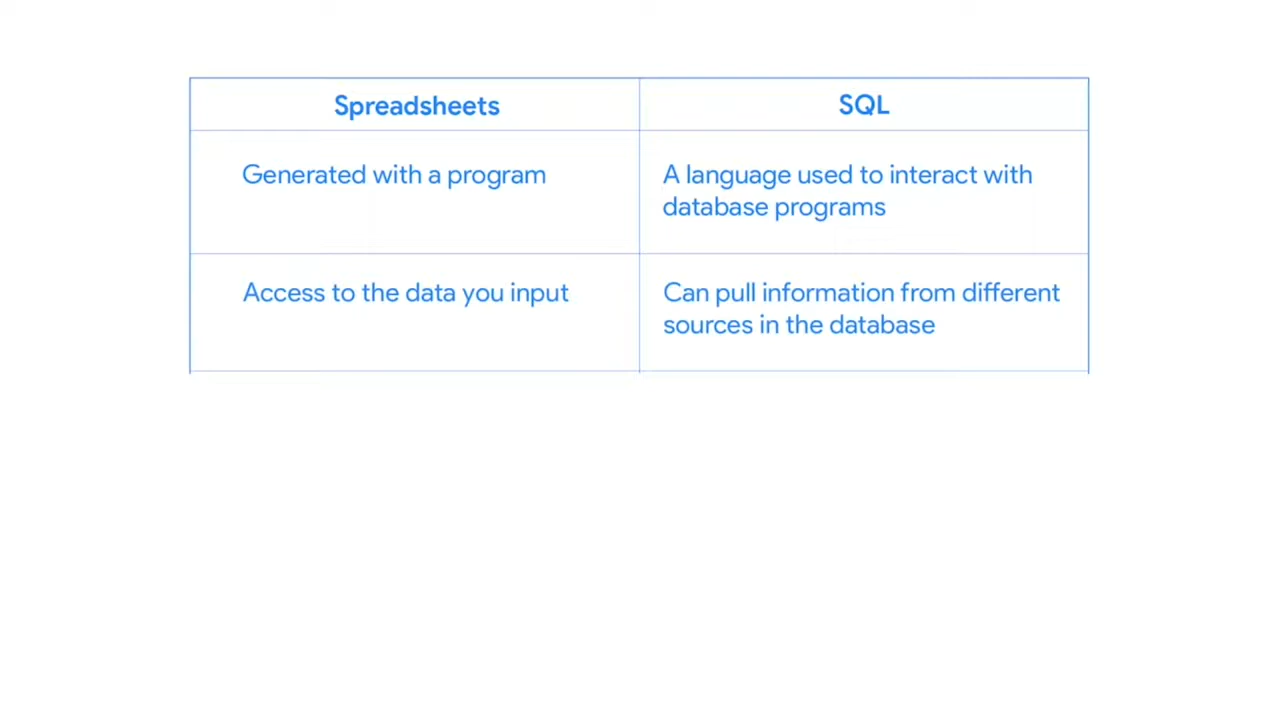 Spreadsheets
SQL
Generated with a program
A language used to interact with
database programs
Access to the data you input
Can pull information from different
sources in the database